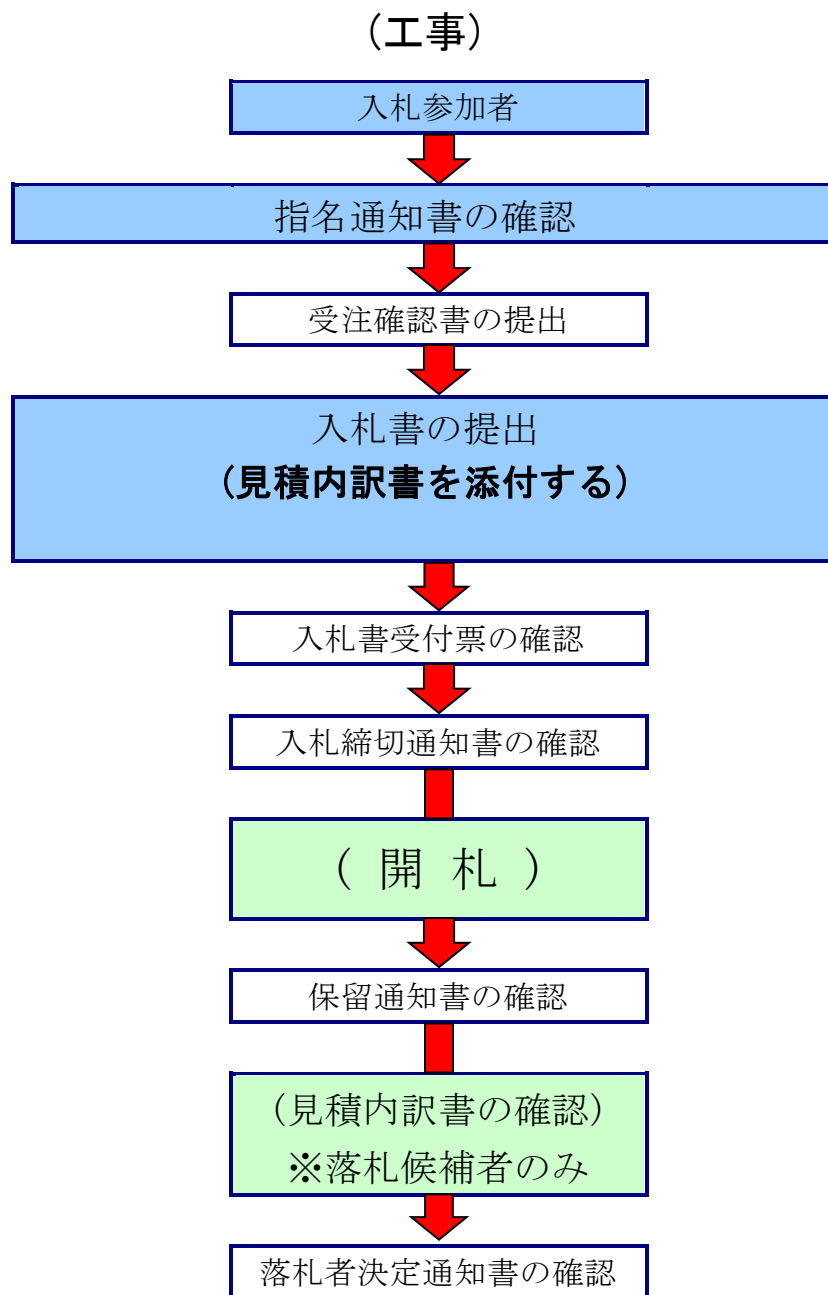 （工事）
入札参加者
指名通知書の確認
受注確認書の提出
入札書の提出
（見積内訳書を添付する）
入札書受付票の確認
入札締切通知書の確認
（ 開 札 ）
保留通知書の確認
（見積内訳書の確認）
※落札候補者のみ
落札者決定通知書の確認